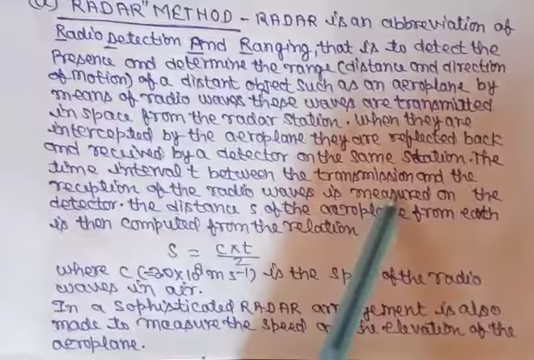 (a) "RADAR" METHOD - RADAR is an abbreviation of
Radio Detection And Ranging, that is to detect the
Presence and determine the range (distance and direction
of Motion) of a distant object such as an aeroplane by
means of radio waves these waves are transmitted
in space from the radar station. when they are
intercepted by the aeroplane they are reflected back
and received by a detector on the same station. The
time interval t between the transmission and the
reception of the radio waves is measured on the
detector. the distance s of the aeroplane from earth
is then computed from the relation
S = c×t/2
where c (=30×10⁸ m s⁻¹) is the of the radio
waves in air.
In a sophisticated RADAR is also
made to measure the speed elevation of the
aeroplane.